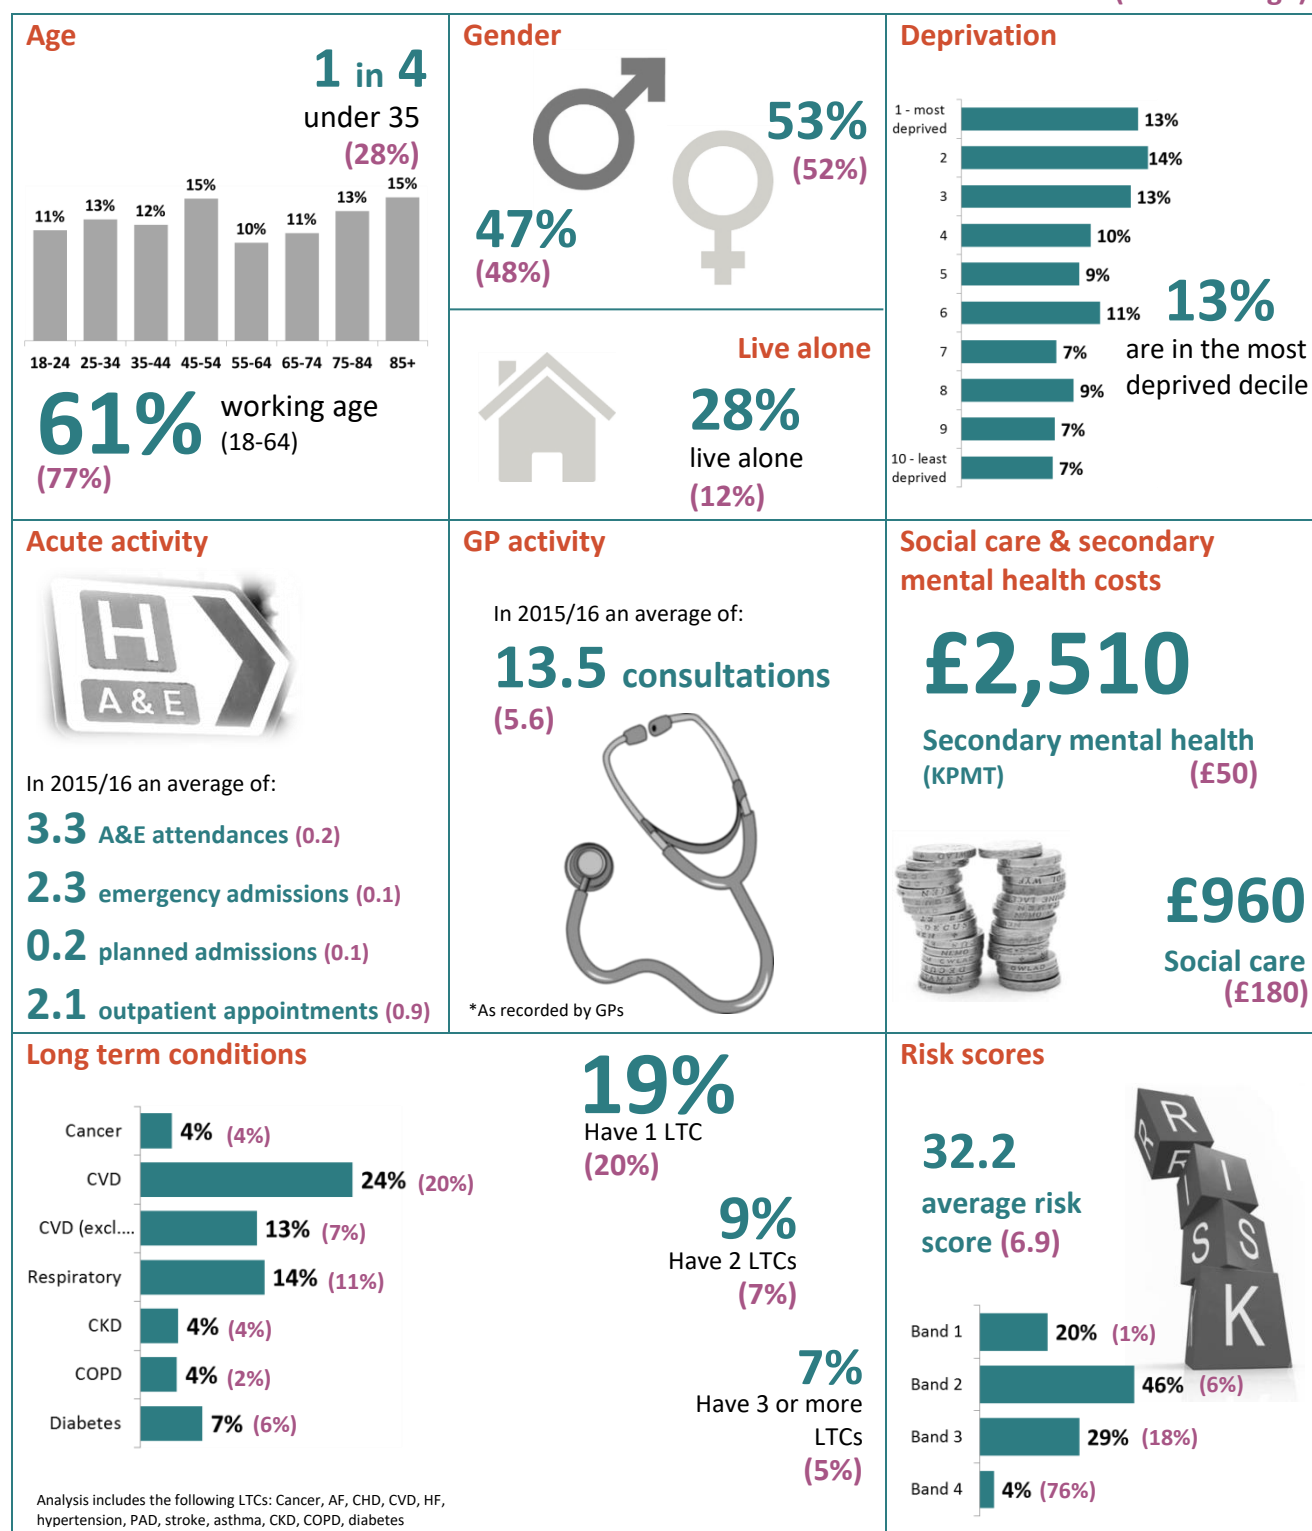 Age
1 in 4
under 35
(28%)
11%
13%
12%
15%
10%
11%
13%
15%
18-24 25-34 35-44 45-54 55-64 65-74 75-84 85+
61% working age
(18-64)
(77%)
Gender
53%
(52%)
47%
(48%)
Live alone
28%
live alone
(12%)
Deprivation
1 - most
deprived
13%
2
14%
3
13%
4
10%
5
9%
6
11%
7
7%
8
9%
9
7%
10 - least
deprived
7%
13%
are in the most
deprived decile
Acute activity
H
A & E
In 2015/16 an average of:
3.3 A&E attendances (0.2)
2.3 emergency admissions (0.1)
0.2 planned admissions (0.1)
2.1 outpatient appointments (0.9)
GP activity
In 2015/16 an average of:
13.5 consultations
(5.6)
*As recorded by GPs
Social care & secondary
mental health costs
£2,510
Secondary mental health
(KPMT) (£50)
£960
Social care
(£180)
Long term conditions
Cancer 4% (4%)
CVD 24% (20%)
CVD (excl.... 13% (7%)
Respiratory 14% (11%)
CKD 4% (4%)
COPD 4% (2%)
Diabetes 7% (6%)
19%
Have 1 LTC
(20%)
9%
Have 2 LTCs
(7%)
7%
Have 3 or more
LTCs
(5%)
Analysis includes the following LTCs: Cancer, AF, CHD, CVD, HF,
hypertension, PAD, stroke, asthma, CKD, COPD, diabetes
Risk scores
R
I
S
K
32.2
average risk
score (6.9)
Band 1 20% (1%)
Band 2 46% (6%)
Band 3 29% (18%)
Band 4 4% (76%)